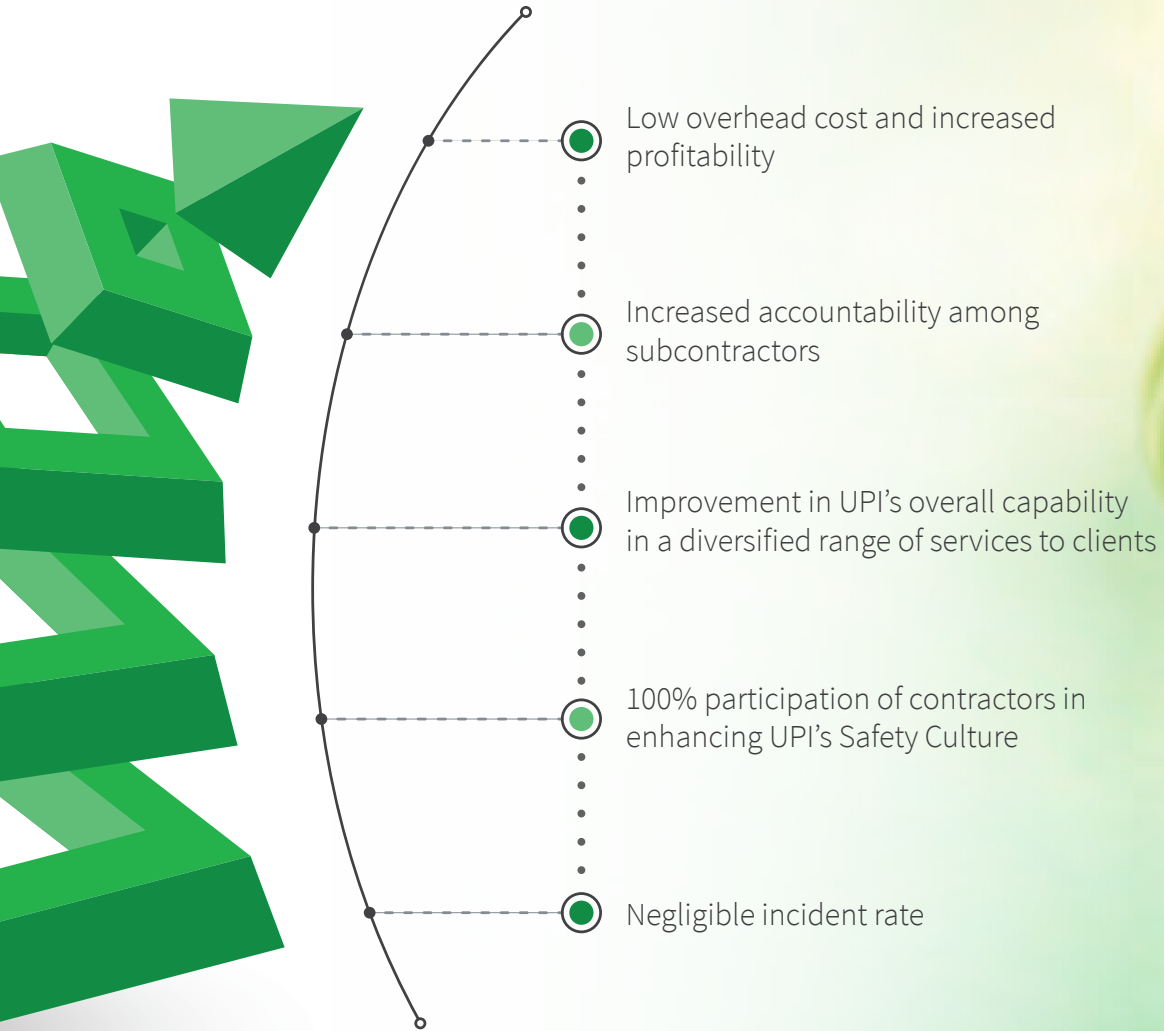 Low overhead cost and increased
profitability
Increased accountability among
subcontractors
Improvement in UPI’s overall capability
in a diversified range of services to clients
100% participation of contractors in
enhancing UPI’s Safety Culture
Negligible incident rate